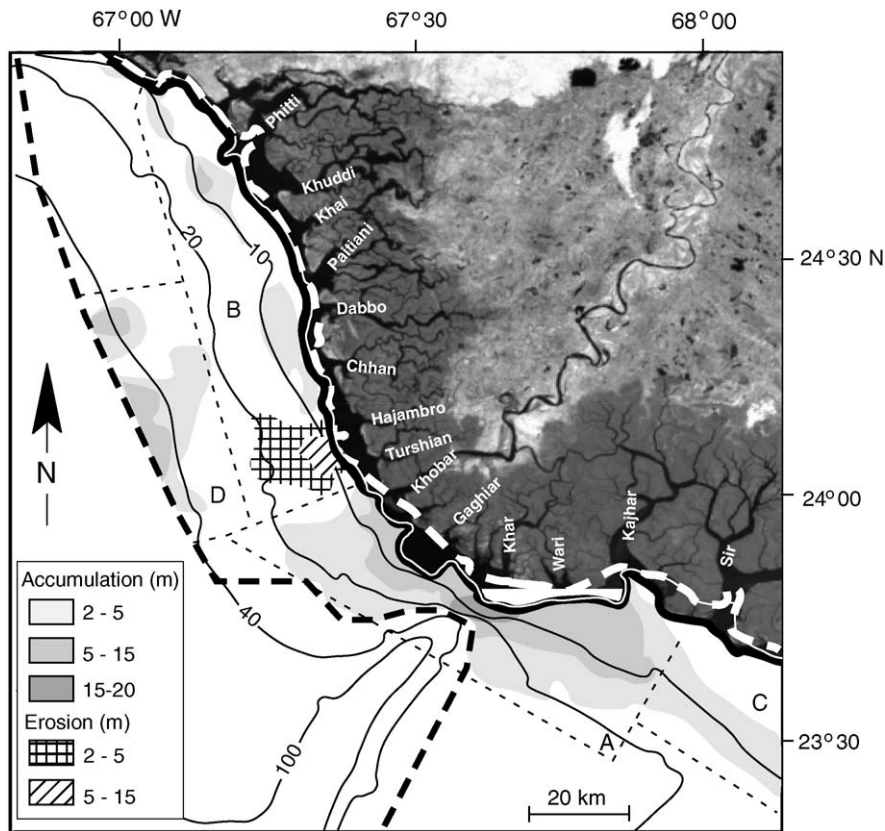 67°00 W
67°30
68°00
Phitti
Khuddi
Khai
Paltiani
24°30 N
20
10
B
Dabbo
Chhan
Hajambro
Turshian
Khobar
Gaghiar
Khar
Wari
Kajhar
Sir
24°00
N
D
40
100
A
C
23°30
Accumulation (m)
2 - 5
5 - 15
15-20
Erosion (m)
2 - 5
5 - 15
20 km